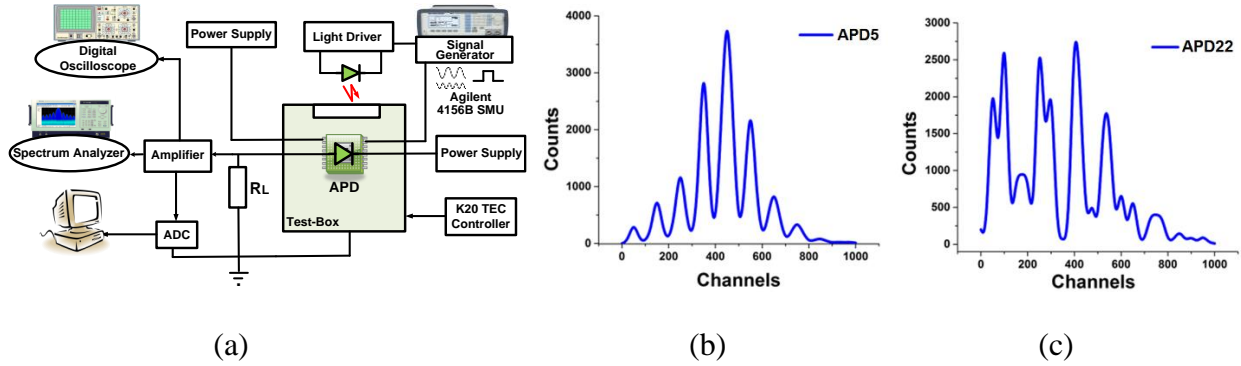 Digital
Oscilloscope
Power Supply
Light Driver
Signal
Generator
Agilent
4156B SMU
Spectrum Analyzer
Amplifier
APD
Power Supply
RL
Test-Box
K20 TEC
Controller
ADC
4000
3000
2000
1000
0
Counts
0 200 400 600 800 1000
Channels
APD5
3000
2500
2000
1500
1000
500
0
Counts
0 200 400 600 800 1000
Channels
APD22
(a) (b) (c)